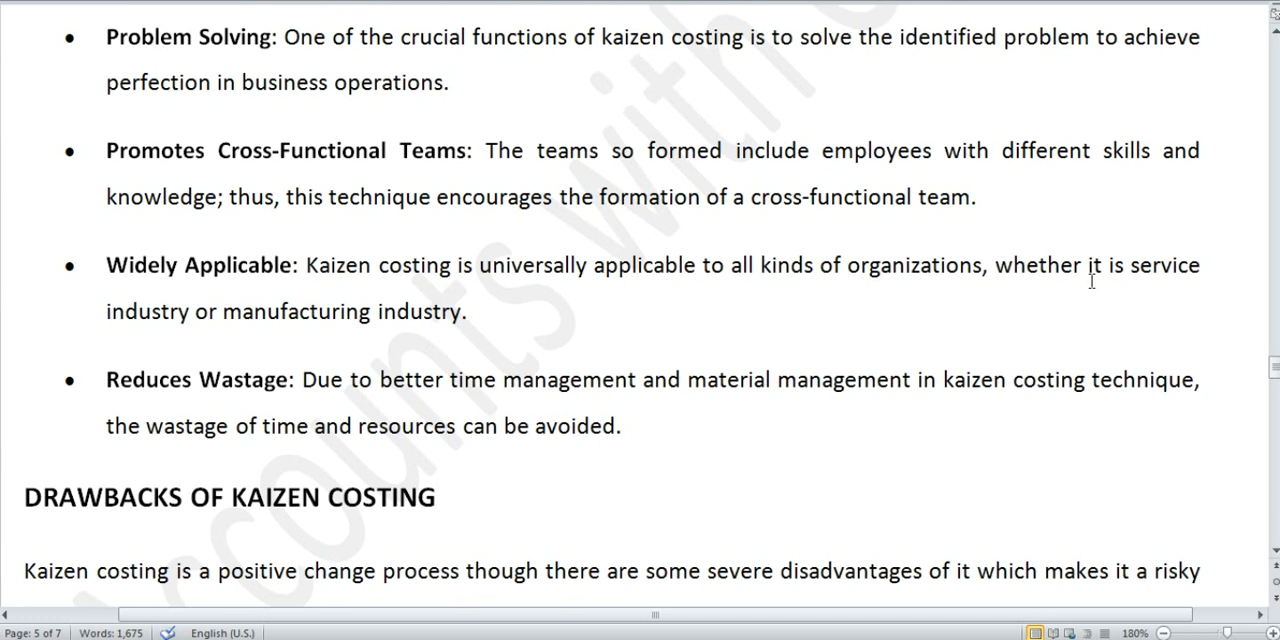 • Problem Solving: One of the crucial functions of kaizen costing is to solve the identified problem to achieve
perfection in business operations.
• Promotes Cross-Functional Teams: The teams so formed include employees with different skills and
knowledge; thus, this technique encourages the formation of a cross-functional team.
• Widely Applicable: Kaizen costing is universally applicable to all kinds of organizations, whether it is service
industry or manufacturing industry.
• Reduces Wastage: Due to better time management and material management in kaizen costing technique,
the wastage of time and resources can be avoided.
DRAWBACKS OF KAIZEN COSTING
Kaizen costing is a positive change process though there are some severe disadvantages of it which makes it a risky
Accounts with
Page: 5 of 7 Words: 1,675 English (U.S.) 180%